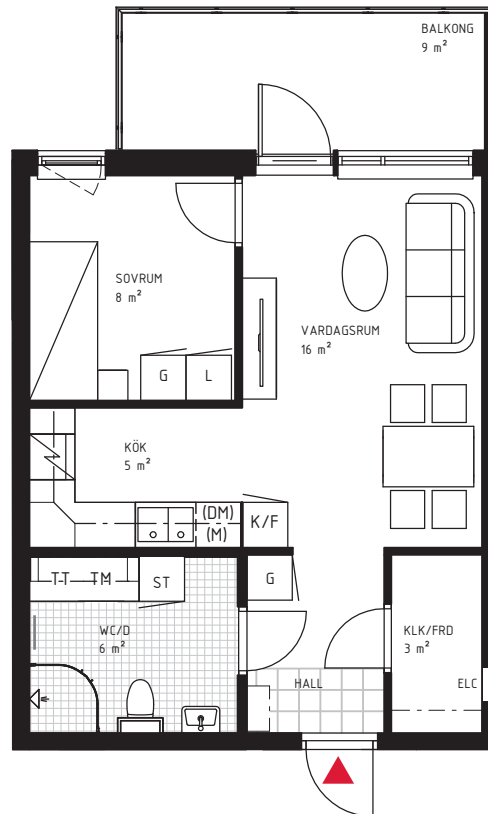 BALKONG
9 m²
SOVRUM
8 m²
VARDAGSRUM
16 m²
G
L
KÖK
5 m²
(DM)
(M)
K/F
TT
TM
ST
G
WC/D
6 m²
KLK/FRD
3 m²
HALL
ELC